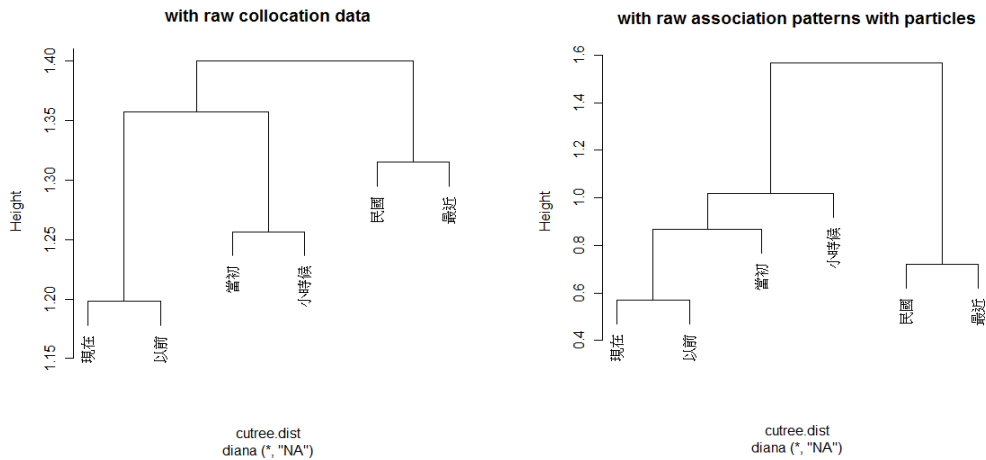 with raw collocation data
Height
1.15 1.20 1.25 1.30 1.35 1.40
現在
以前
當初
小時候
民國
最近
cutree.dist
diana (*, "NA")
with raw association patterns with particles
Height
0.4 0.6 0.8 1.0 1.2 1.4 1.6
現在
以前
當初
小時候
民國
最近
cutree.dist
diana (*, "NA")